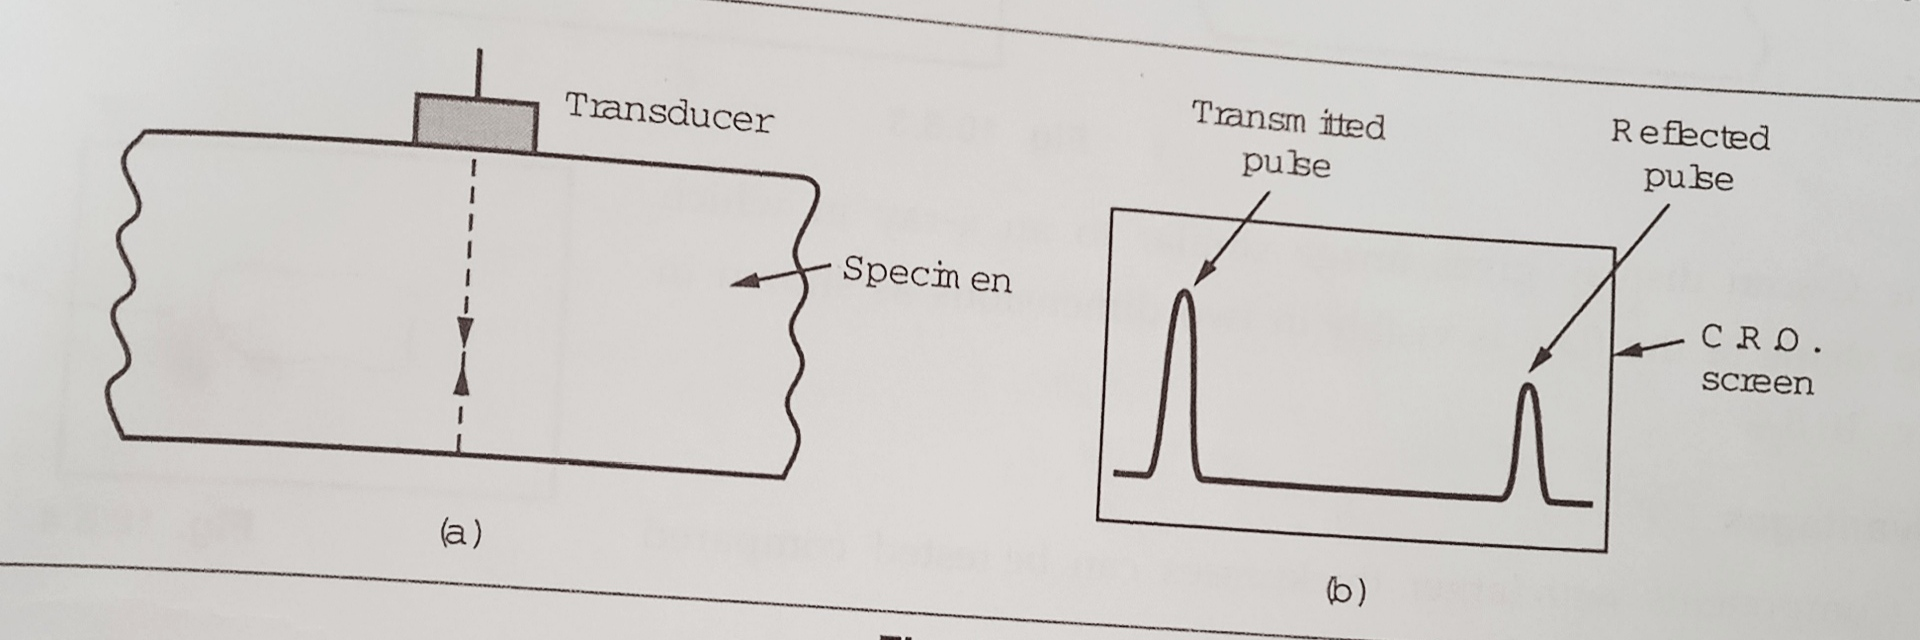 Transducer
Specimen
(a)
Transmitted
pulse
Reflected
pulse
C.R.O.
screen
(b)